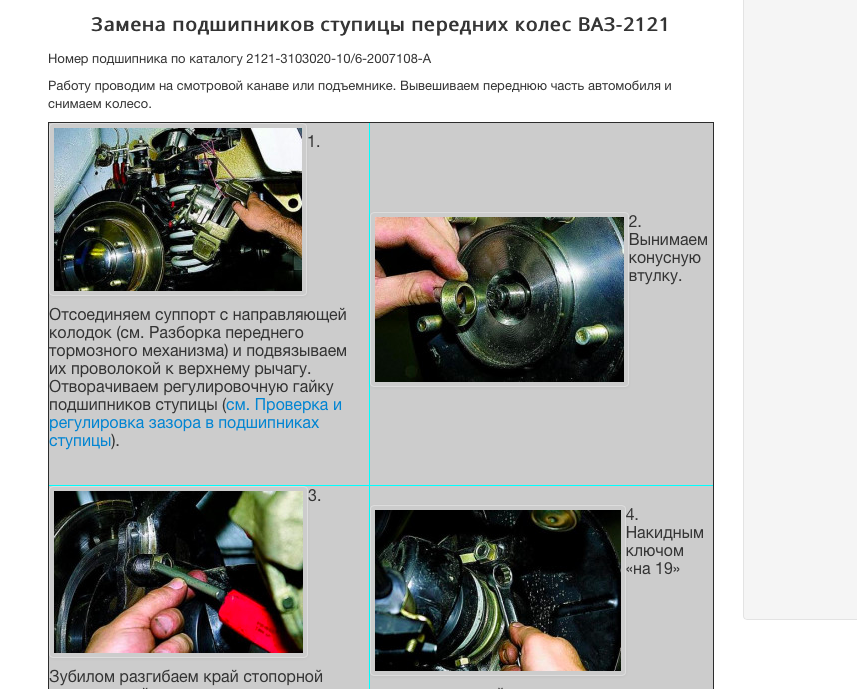 Замена подшипников ступицы передних колес ВАЗ-2121
Номер подшипника по каталогу 2121-3103020-10/6-2007108-А
Работу проводим на смотровой канаве или подъемнике. Вывешиваем переднюю часть автомобиля и
снимаем колесо.
1.
Отсоединяем суппорт с направляющей
колодок (см. Разборка переднего
тормозного механизма) и подвязываем
их проволокой к верхнему рычагу.
Отворачиваем регулировочную гайку
подшипников ступицы (см. Проверка и
регулировка зазора в подшипниках
ступицы).
2.
Вынимаем
конусную
втулку.
3.
Зубилом разгибаем край стопорной
4.
Накидным
ключом
«на 19»